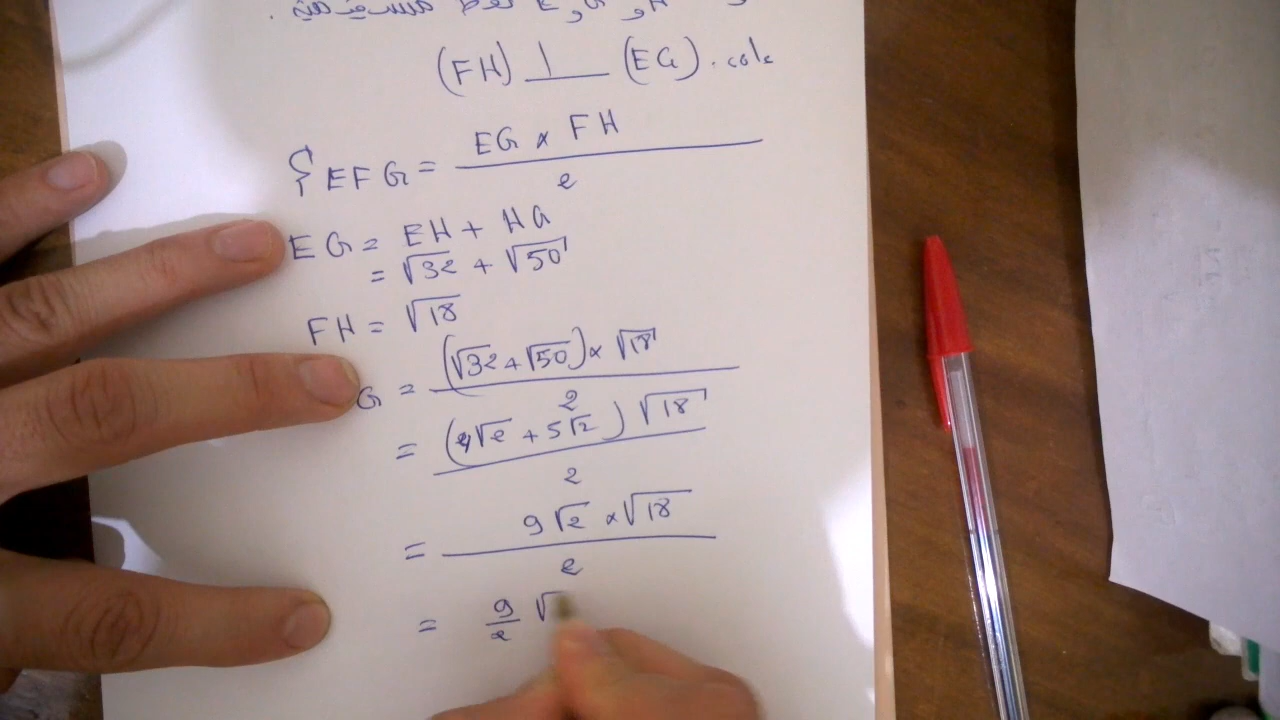 (FH) ⊥ (EG).
S EFG = EG × FH / 2
EG = EH + HG
= √32 + √50
FH = √18
G = (√32 + √50) × √18 / 2
= (4√2 + 5√2) √18 / 2
= 9√2 × √18 / 2
= 9/2 √